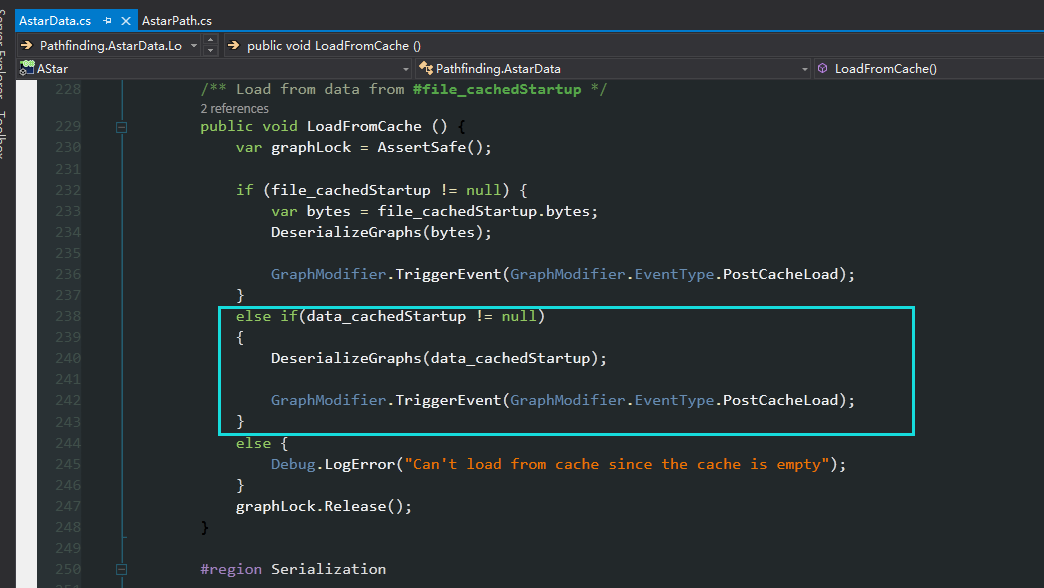 AstarData.cs
AstarPath.cs
Pathfinding.AstarData.Lo
public void LoadFromCache ()
AStar
Pathfinding.AstarData
LoadFromCache()
Server Explorer
Toolbox
228 /** Load from data from #file_cachedStartup */
2 references
229 public void LoadFromCache () {
230 var graphLock = AssertSafe();
231
232 if (file_cachedStartup != null) {
233 var bytes = file_cachedStartup.bytes;
234 DeserializeGraphs(bytes);
235
236 GraphModifier.TriggerEvent(GraphModifier.EventType.PostCacheLoad);
237 }
238 else if(data_cachedStartup != null)
239 {
240 DeserializeGraphs(data_cachedStartup);
241
242 GraphModifier.TriggerEvent(GraphModifier.EventType.PostCacheLoad);
243 }
244 else {
245 Debug.LogError("Can't load from cache since the cache is empty");
246 }
247 graphLock.Release();
248 }
249
250 #region Serialization
251